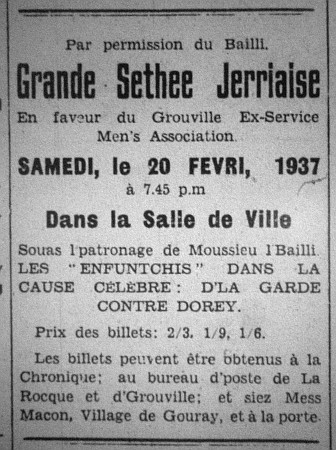 Par permission du Bailli.
Grande Sethee Jerriaise
En faveur du Grouville Ex-Service
Men's Association.
SAMEDI, le 20 FEVRI, 1937
à 7.45 p.m
Dans la Salle de Ville
Souas l'patronage de Moussieu l'Bailli
LES "ENFUNTCHIS" DANS LA
CAUSE CÉLÈBRE: D'LA GARDE
CONTRE DOREY.
Prix des billets: 2/3, 1/9, 1/6.
Les billets peuvent être obtenus à la
Chronique; au bureau d'poste de La
Rocque et d'Grouville; et siez Mess
Macon, Village de Gouray, et à la porte.